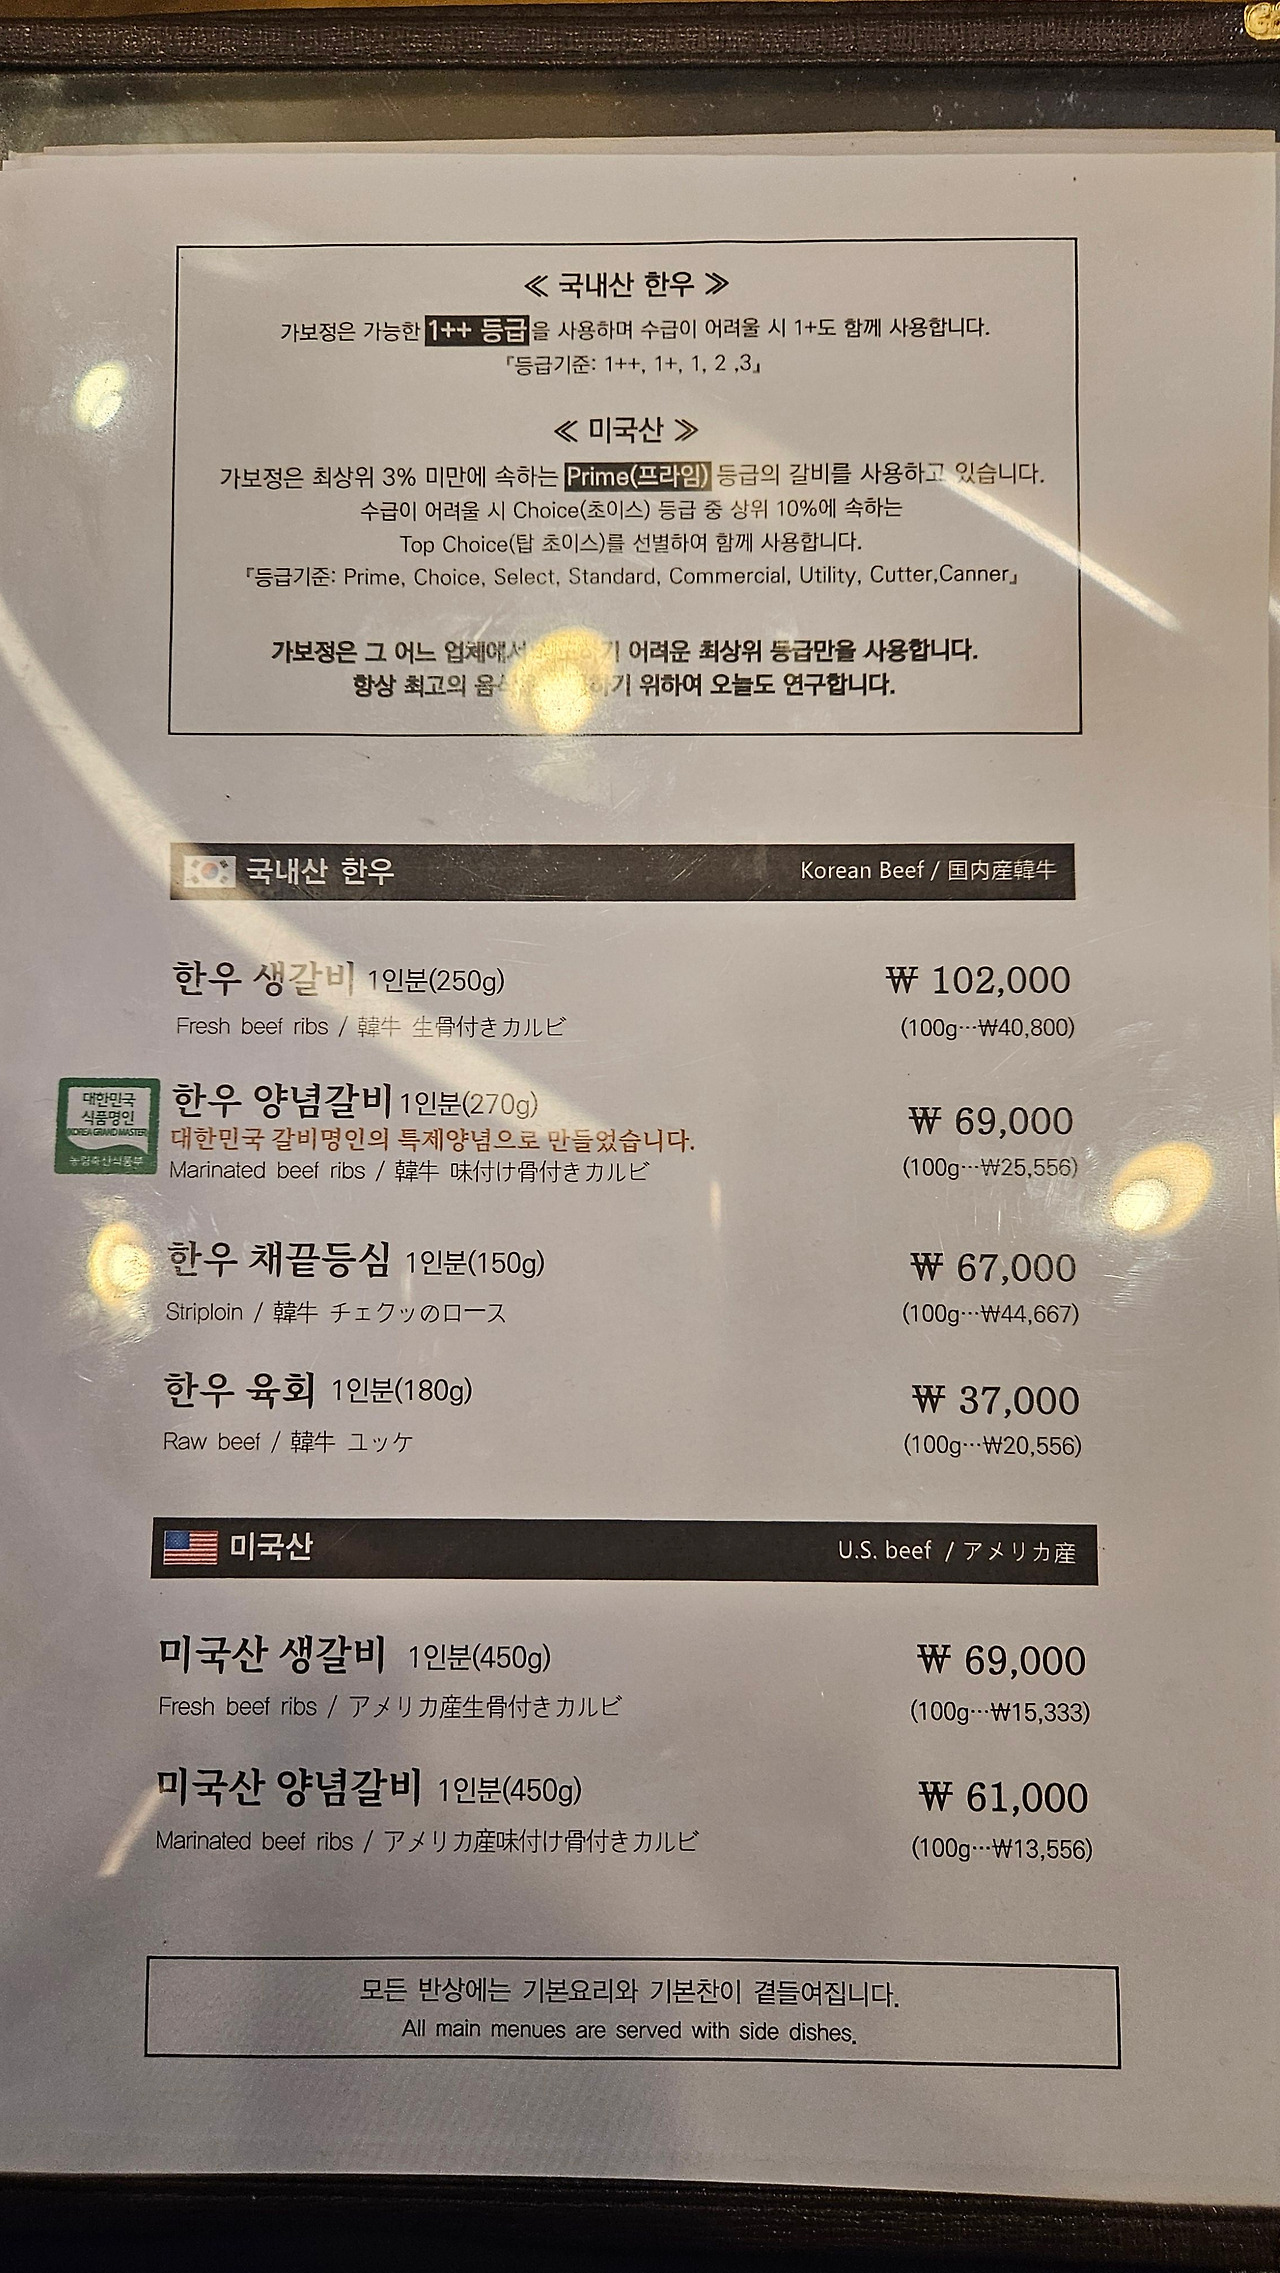 ≪ 국내산 한우 ≫
가보정은 가능한 1++ 등급을 사용하며 수급이 어려울 시 1+도 함께 사용합니다.
『등급기준: 1++, 1+, 1, 2 ,3』
≪ 미국산 ≫
가보정은 최상위 3% 미만에 속하는 Prime(프라임) 등급의 갈비를 사용하고 있습니다.
수급이 어려울 시 Choice(초이스) 등급 중 상위 10%에 속하는
Top Choice(탑 초이스)를 선별하여 함께 사용합니다.
『등급기준: Prime, Choice, Select, Standard, Commercial, Utility, Cutter,Canner』
가보정은 그 어느 업체에서 어려운 최상위 등급만을 사용합니다.
항상 최고의 위하여 오늘도 연구합니다.
국내산 한우 Korean Beef / 国内産韓牛
한우 생갈비 1인분(250g) ₩ 102,000
Fresh beef ribs / 韓牛 生骨付きカルビ (100g···₩40,800)
대한민국
식품명인
KOREA GRAND MASTER
농림축산식품부
한우 양념갈비 1인분(270g) ₩ 69,000
대한민국 갈비명인의 특제양념으로 만들었습니다.
Marinated beef ribs / 韓牛 味付け骨付きカルビ (100g···₩25,556)
한우 채끝등심 1인분(150g) ₩ 67,000
Striploin / 韓牛 チェクッのロース (100g···₩44,667)
한우 육회 1인분(180g) ₩ 37,000
Raw beef / 韓牛 ユッケ (100g···₩20,556)
미국산 U.S. beef / アメリカ産
미국산 생갈비 1인분(450g) ₩ 69,000
Fresh beef ribs / アメリカ産生骨付きカルビ (100g···₩15,333)
미국산 양념갈비 1인분(450g) ₩ 61,000
Marinated beef ribs / アメリカ産味付け骨付きカルビ (100g···₩13,556)
모든 반상에는 기본요리와 기본찬이 곁들여집니다.
All main menues are served with side dishes.